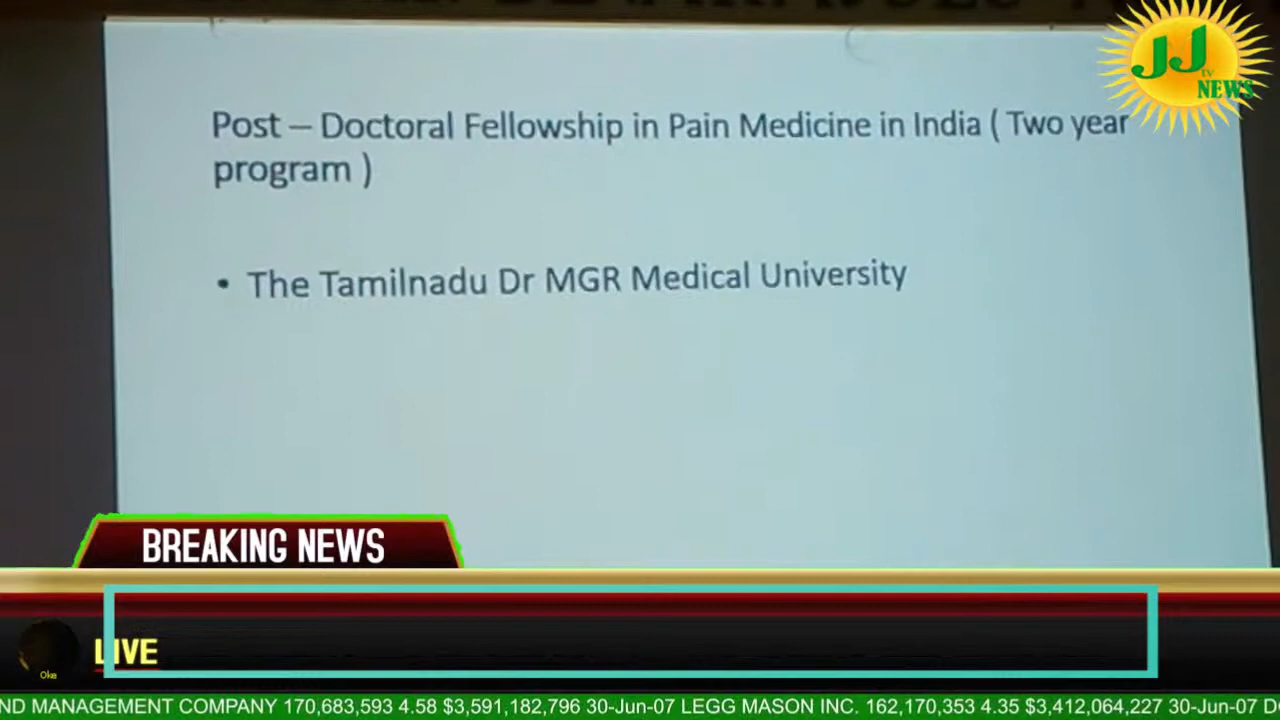 JJ
TV
NEWS
Post – Doctoral Fellowship in Pain Medicine in India ( Two year
program )
• The Tamilnadu Dr MGR Medical University
BREAKING NEWS
LIVE
Oke
ND MANAGEMENT COMPANY 170,683,593 4.58 $3,591,182,796 30-Jun-07 LEGG MASON INC. 162,170,353 4.35 $3,412,064,227 30-Jun-07